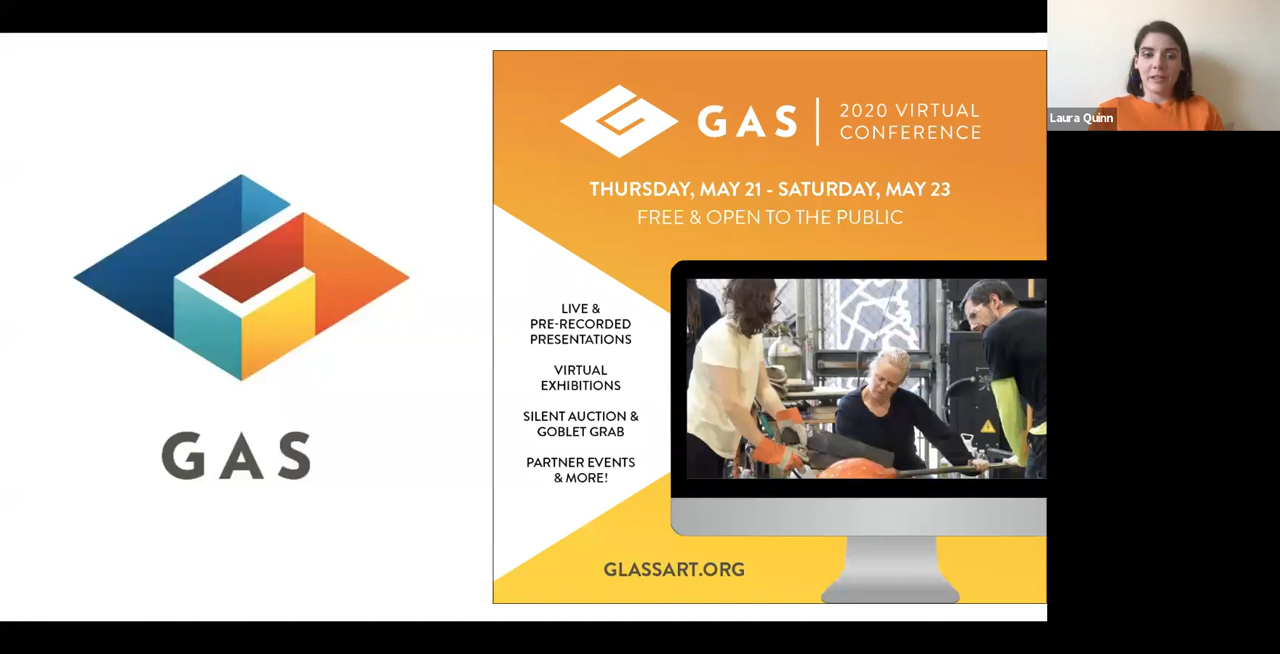 GAS
GAS
2020 VIRTUAL
CONFERENCE
THURSDAY, MAY 21 - SATURDAY, MAY 23
FREE & OPEN TO THE PUBLIC
LIVE &
PRE-RECORDED
PRESENTATIONS
VIRTUAL
EXHIBITIONS
SILENT AUCTION &
GOBLET GRAB
PARTNER EVENTS
& MORE!
GLASSART.ORG
Laura Quinn